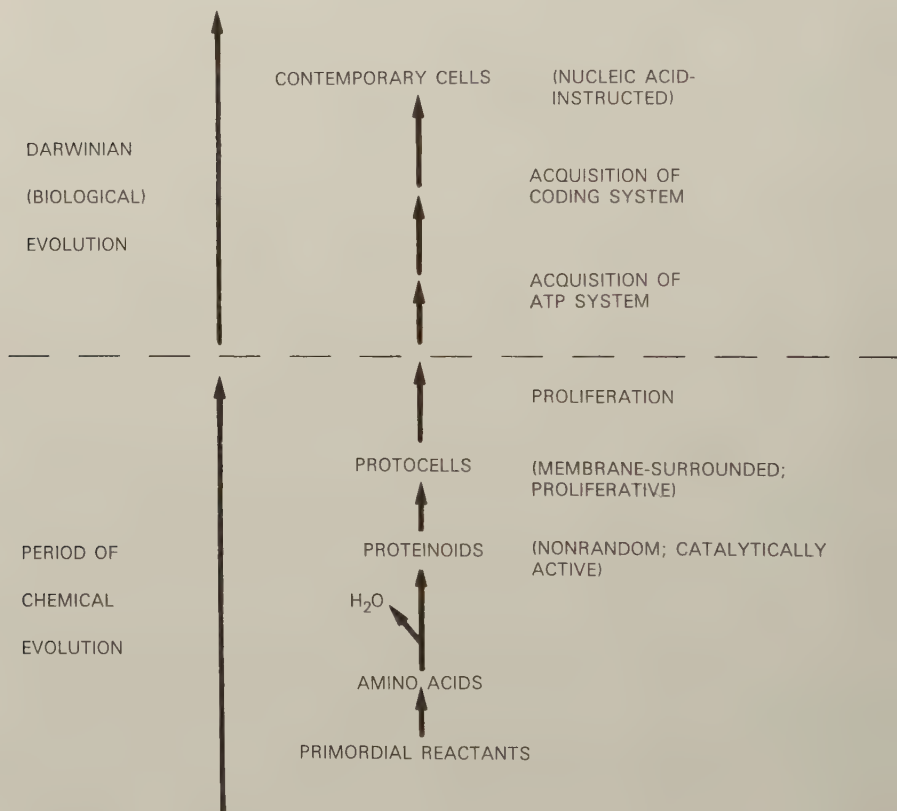 CONTEMPORARY CELLS
(NUCLEIC ACID-
INSTRUCTED)
DARWINIAN
(BIOLOGICAL)
EVOLUTION
ACQUISITION OF
CODING SYSTEM
ACQUISITION OF
ATP SYSTEM
PROLIFERATION
PROTOCELLS
(MEMBRANE-SURROUNDED;
PROLIFERATIVE)
PERIOD OF
CHEMICAL
EVOLUTION
PROTEINOIDS
(NONRANDOM; CATALYTICALLY
ACTIVE)
H₂O
AMINO ACIDS
PRIMORDIAL REACTANTS